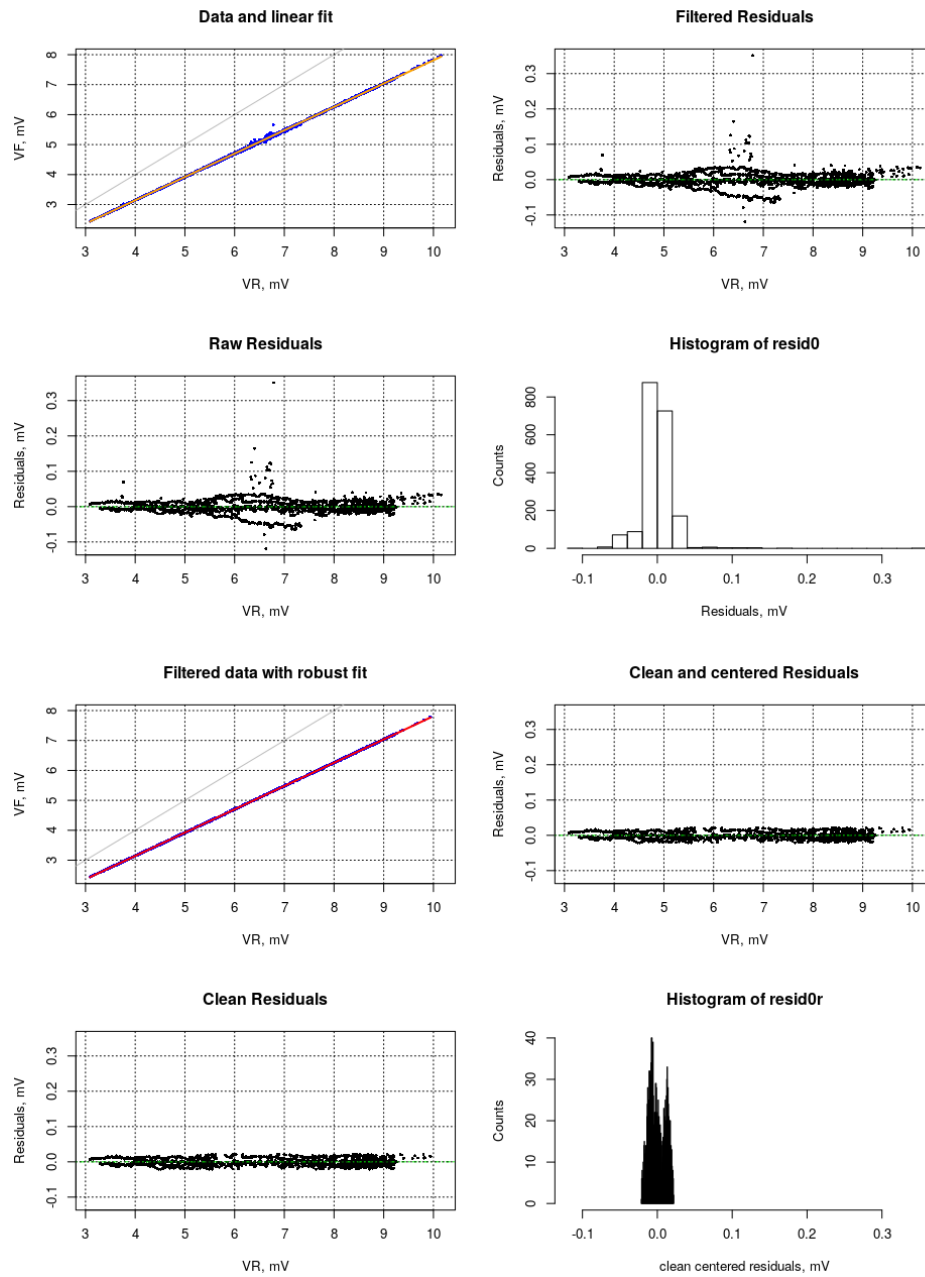 Data and linear fit
VF, mV
8
7
6
5
4
3
3 4 5 6 7 8 9 10
VR, mV
Filtered Residuals
Residuals, mV
0.3
0.2
0.1
0.0
-0.1
3 4 5 6 7 8 9 10
VR, mV
Raw Residuals
Residuals, mV
0.3
0.2
0.1
0.0
-0.1
3 4 5 6 7 8 9 10
VR, mV
Histogram of resid0
Counts
800
600
400
200
0
-0.1 0.0 0.1 0.2 0.3
Residuals, mV
Filtered data with robust fit
VF, mV
8
7
6
5
4
3
3 4 5 6 7 8 9 10
VR, mV
Clean and centered Residuals
Residuals, mV
0.3
0.2
0.1
0.0
-0.1
3 4 5 6 7 8 9 10
VR, mV
Clean Residuals
Residuals, mV
0.3
0.2
0.1
0.0
-0.1
3 4 5 6 7 8 9 10
VR, mV
Histogram of resid0r
Counts
40
30
20
10
0
-0.1 0.0 0.1 0.2 0.3
clean centered residuals, mV